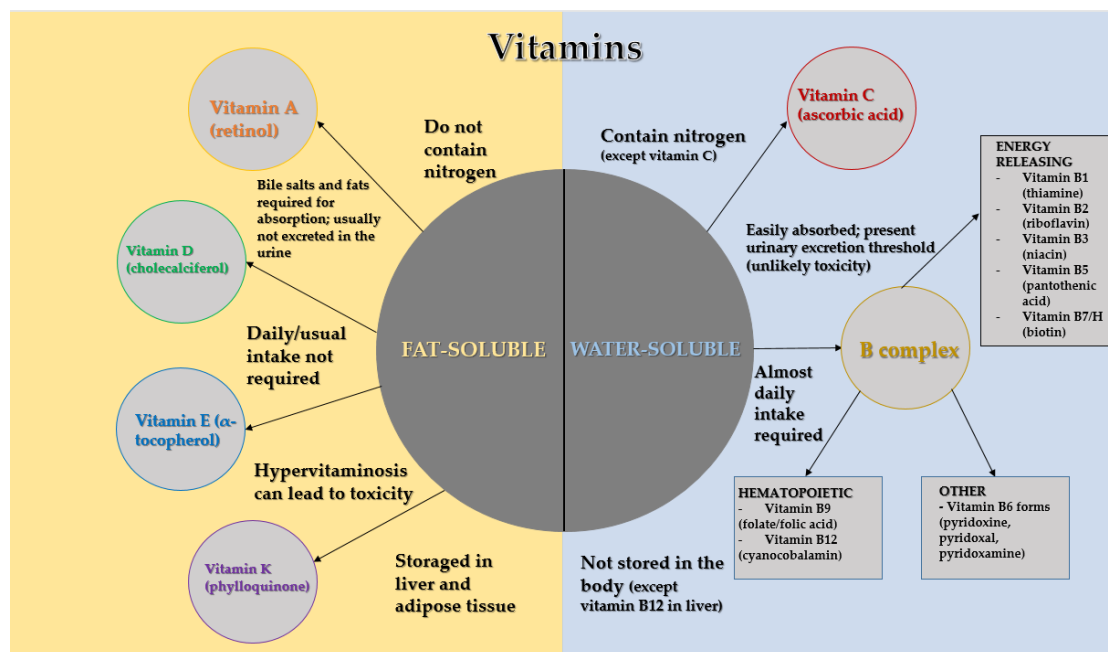 Vitamins
Vitamin A
(retinol)
Do not
contain
nitrogen
Bile salts and fats
required for
absorption; usually
not excreted in the
urine
Vitamin D
(cholecalciferol)
Daily/usual
intake not
required
FAT-SOLUBLE
Vitamin E (α-
tocopherol)
Hypervitaminosis
can lead to toxicity
Vitamin K
(phylloquinone)
Storaged in
liver and
adipose tissue
Vitamin C
(ascorbic acid)
Contain nitrogen
(except vitamin C)
Easily absorbed; present
urinary excretion threshold
(unlikely toxicity)
WATER-SOLUBLE
B complex
Almost
daily
intake
required
ENERGY
RELEASING
- Vitamin B1
(thiamine)
- Vitamin B2
(riboflavin)
- Vitamin B3
(niacin)
- Vitamin B5
(pantothenic
acid)
- Vitamin B7/H
(biotin)
HEMATOPOIETIC
- Vitamin B9
(folate/folic acid)
- Vitamin B12
(cyanocobalamin)
OTHER
- Vitamin B6 forms
(pyridoxine,
pyridoxal,
pyridoxamine)
Not stored in the
body (except
vitamin B12 in liver)